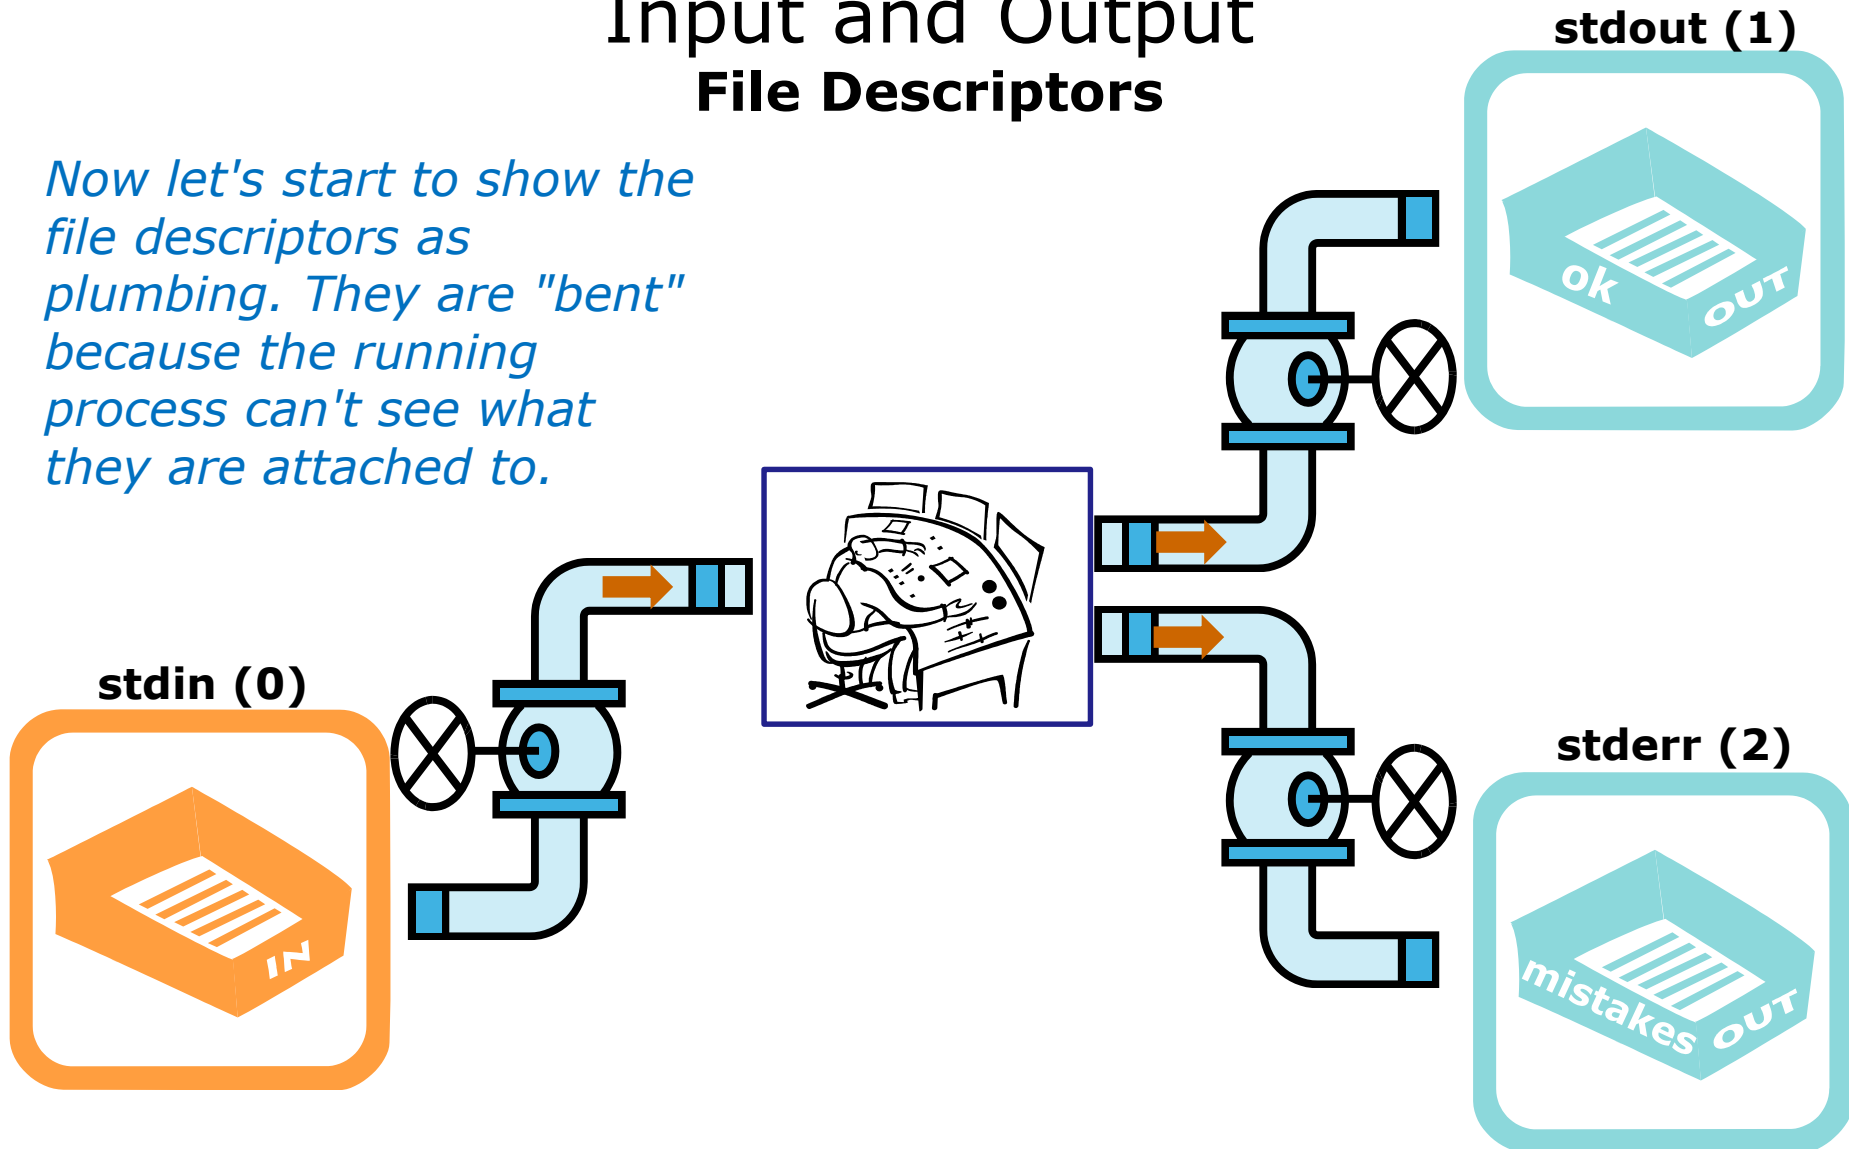 Input and Output
File Descriptors
stdout (1)
Now let's start to show the
file descriptors as
plumbing. They are "bent"
because the running
process can't see what
they are attached to.
ok
OUT
stdin (0)
IN
stderr (2)
mistakes
OUT